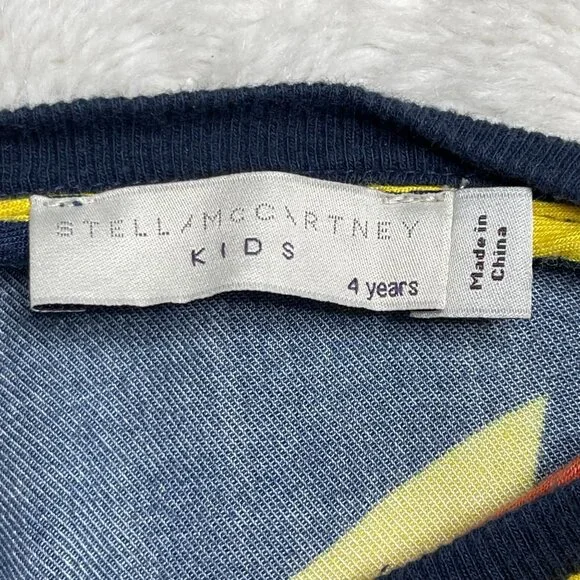 STELLA McCARTNEY
KIDS
4 years
Made in
China